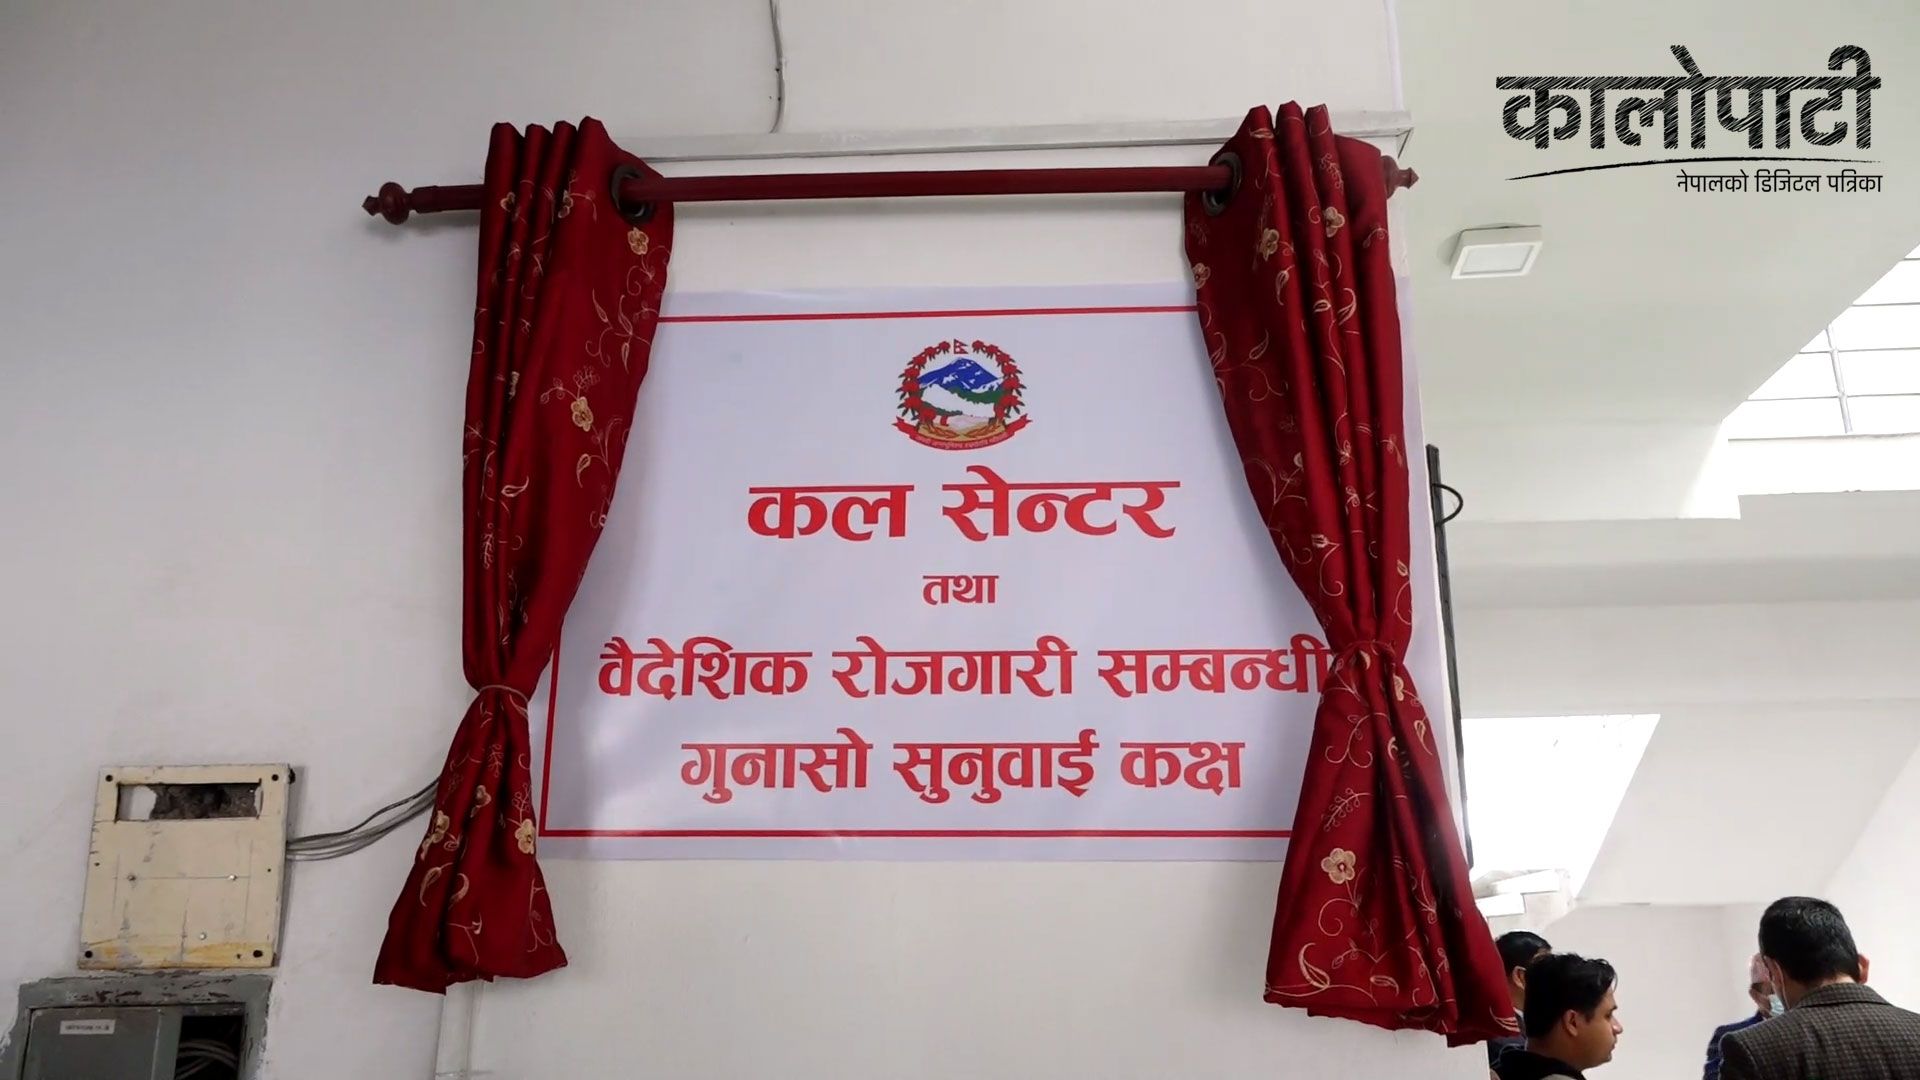 कालोपाटी
नेपालको डिजिटल पत्रिका
कल सेन्टर
तथा
वैदेशिक रोजगारी सम्बन्धी
गुनासो सुनुवाई कक्ष